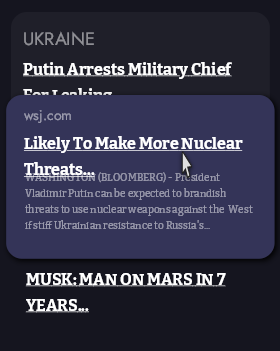 UKRAINE
Putin Arrests Military Chief
For Leaking
wsj.com
Likely To Make More Nuclear
Threats...
WASHINGTON (BLOOMBERG) - President
Vladimir Putin can be expected to brandish
threats to use nuclear weapons against the West
if stiff Ukrainian resistance to Russia's...
MUSK: MAN ON MARS IN 7
YEARS...